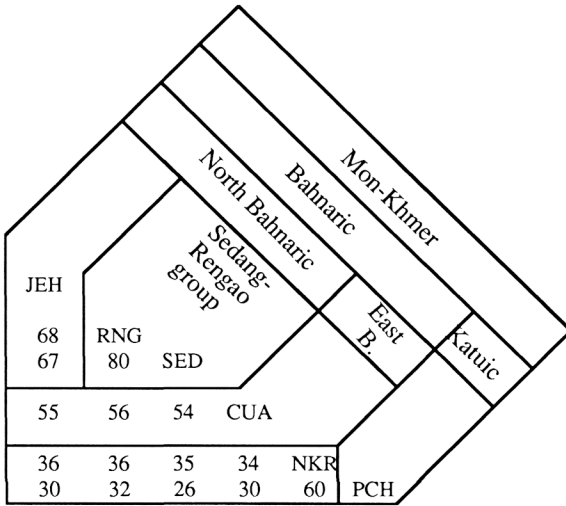 Mon-Khmer
Bahnaric
North Bahnaric
Sedang-
Rengao
group
East
B.
Katuic
JEH
68 RNG
67 80 SED
55 56 54 CUA
36 36 35 34 NKR
30 32 26 30 60 PCH